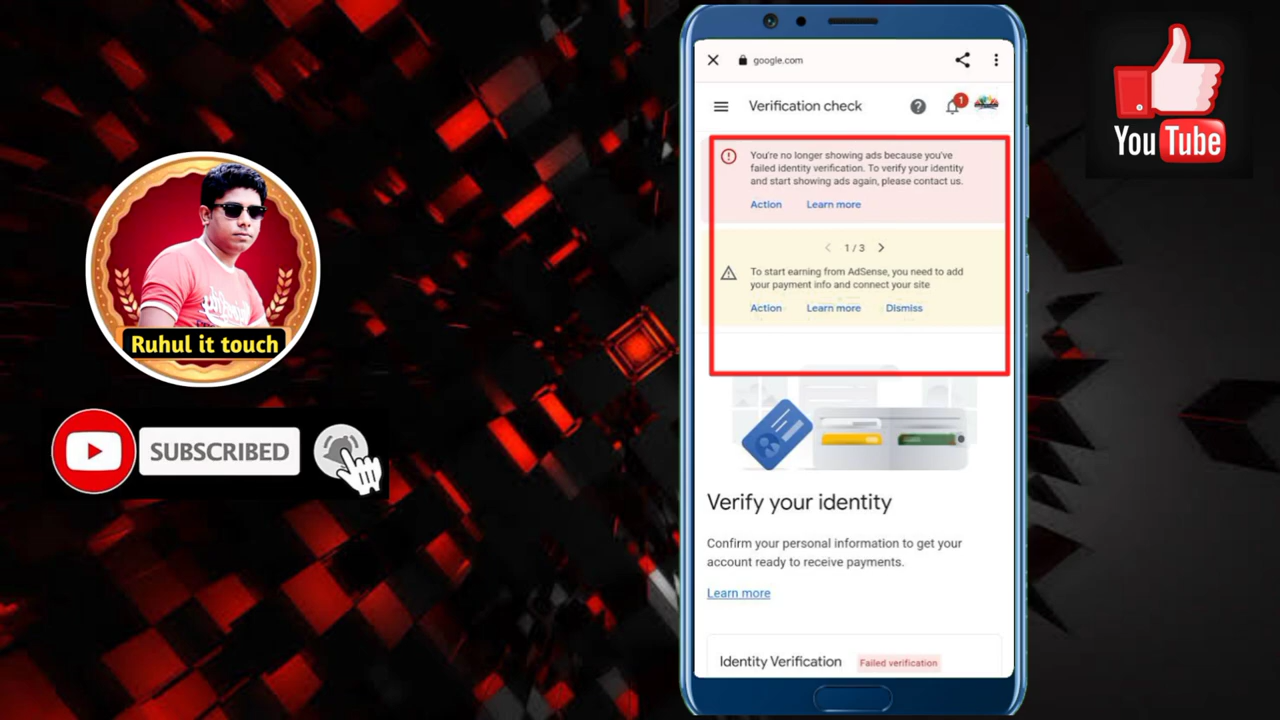 Ruhul it touch
SUBSCRIBED
google.com
Verification check
1
You're no longer showing ads because you've
failed identity verification. To verify your identity
and start showing ads again, please contact us.
Action Learn more
1 / 3
To start earning from AdSense, you need to add
your payment info and connect your site
Action Learn more Dismiss
Verify your identity
Confirm your personal information to get your
account ready to receive payments.
Learn more
Identity Verification Failed verification
YouTube